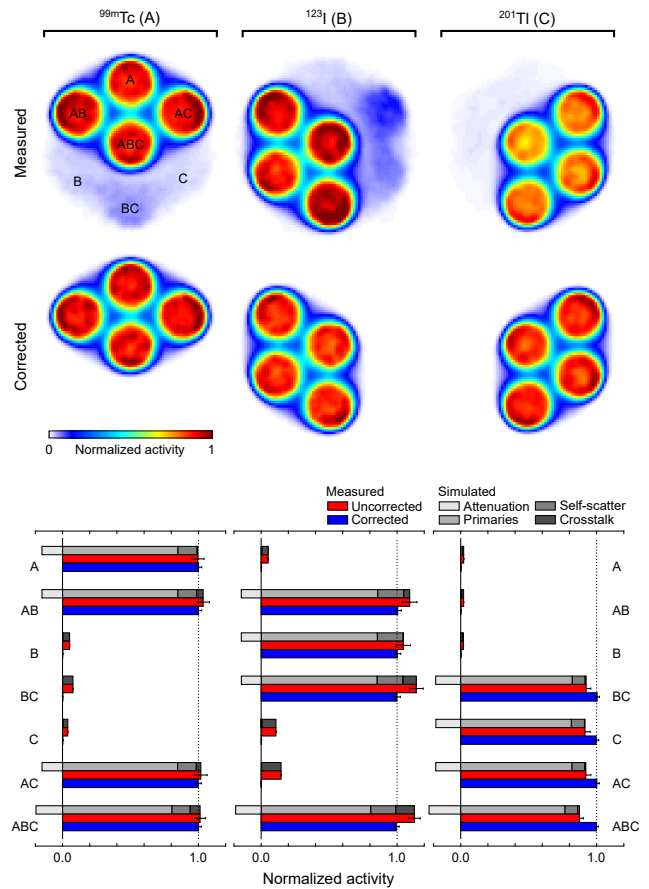 ⁹⁹ᵐTc (A) ¹²³I (B) ²⁰¹Tl (C)
Measured
A
AB AC
ABC
B C
BC
Corrected
0 Normalized activity 1
Measured Simulated
Uncorrected Attenuation Self-scatter
Corrected Primaries Crosstalk
A A
AB AB
B B
BC BC
C C
AC AC
ABC ABC
0.0 1.0 0.0 1.0 0.0 1.0
Normalized activity